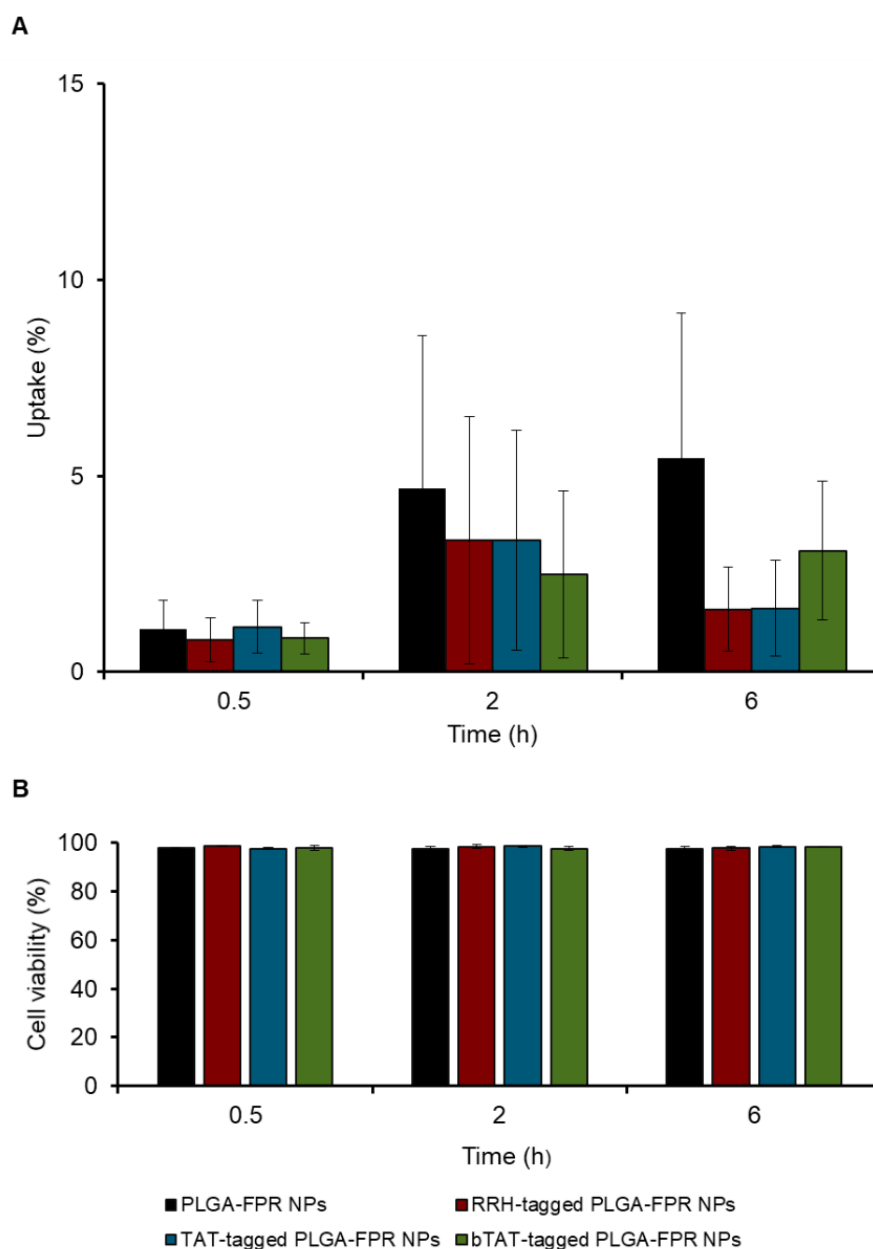 A
15
10
5
0
Uptake (%)
0.5 2 6
Time (h)
B
100
80
60
40
20
0
Cell viability (%)
0.5 2 6
Time (h)
PLGA-FPR NPs RRH-tagged PLGA-FPR NPs
TAT-tagged PLGA-FPR NPs bTAT-tagged PLGA-FPR NPs